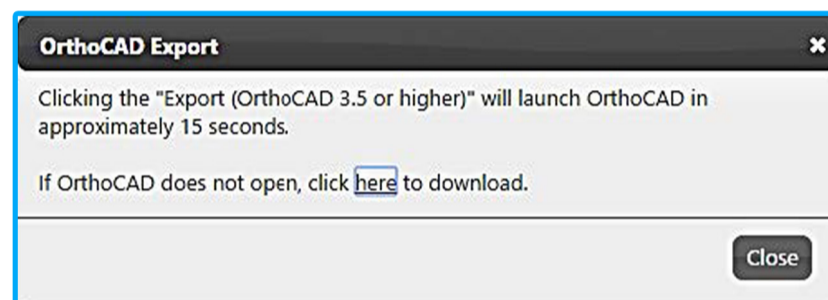 OrthoCAD Export
Clicking the "Export (OrthoCAD 3.5 or higher)" will launch OrthoCAD in
approximately 15 seconds.
If OrthoCAD does not open, click here to download.
Close